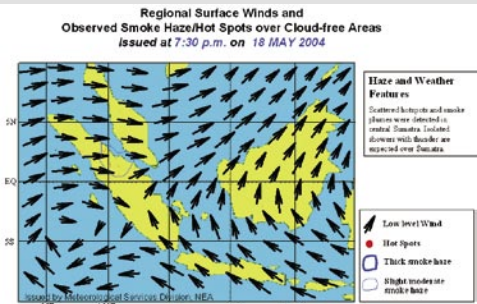 Regional Surface Winds and
Observed Smoke Haze/Hot Spots over Cloud-free Areas
issued at 7:30 p.m. on 18 MAY 2004
Haze and Weather
Features
Scattered hotspots and smoke
plumes were detected in
central Sumatra. Isolated
showers with thunder are
expected over Sumatra.
5N
EQ
5S
Low level Wind
Hot Spots
Thick smoke haze
Slight/moderate
smoke haze
Issued by Meteorological Services Division, NEA